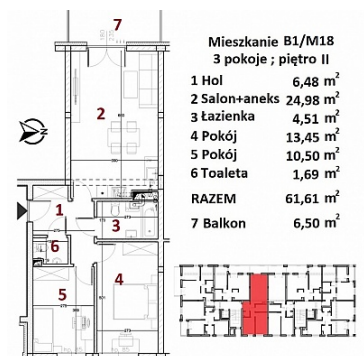 7
Mieszkanie B1/M18
3 pokoje ; piętro II
1 Hol 6,48 m²
2 Salon+aneks 24,98 m²
3 Łazienka 4,51 m²
4 Pokój 13,45 m²
5 Pokój 10,50 m²
6 Toaleta 1,69 m²
RAZEM 61,61 m²
7 Balkon 6,50 m²
2
N
1
3
6
4
5